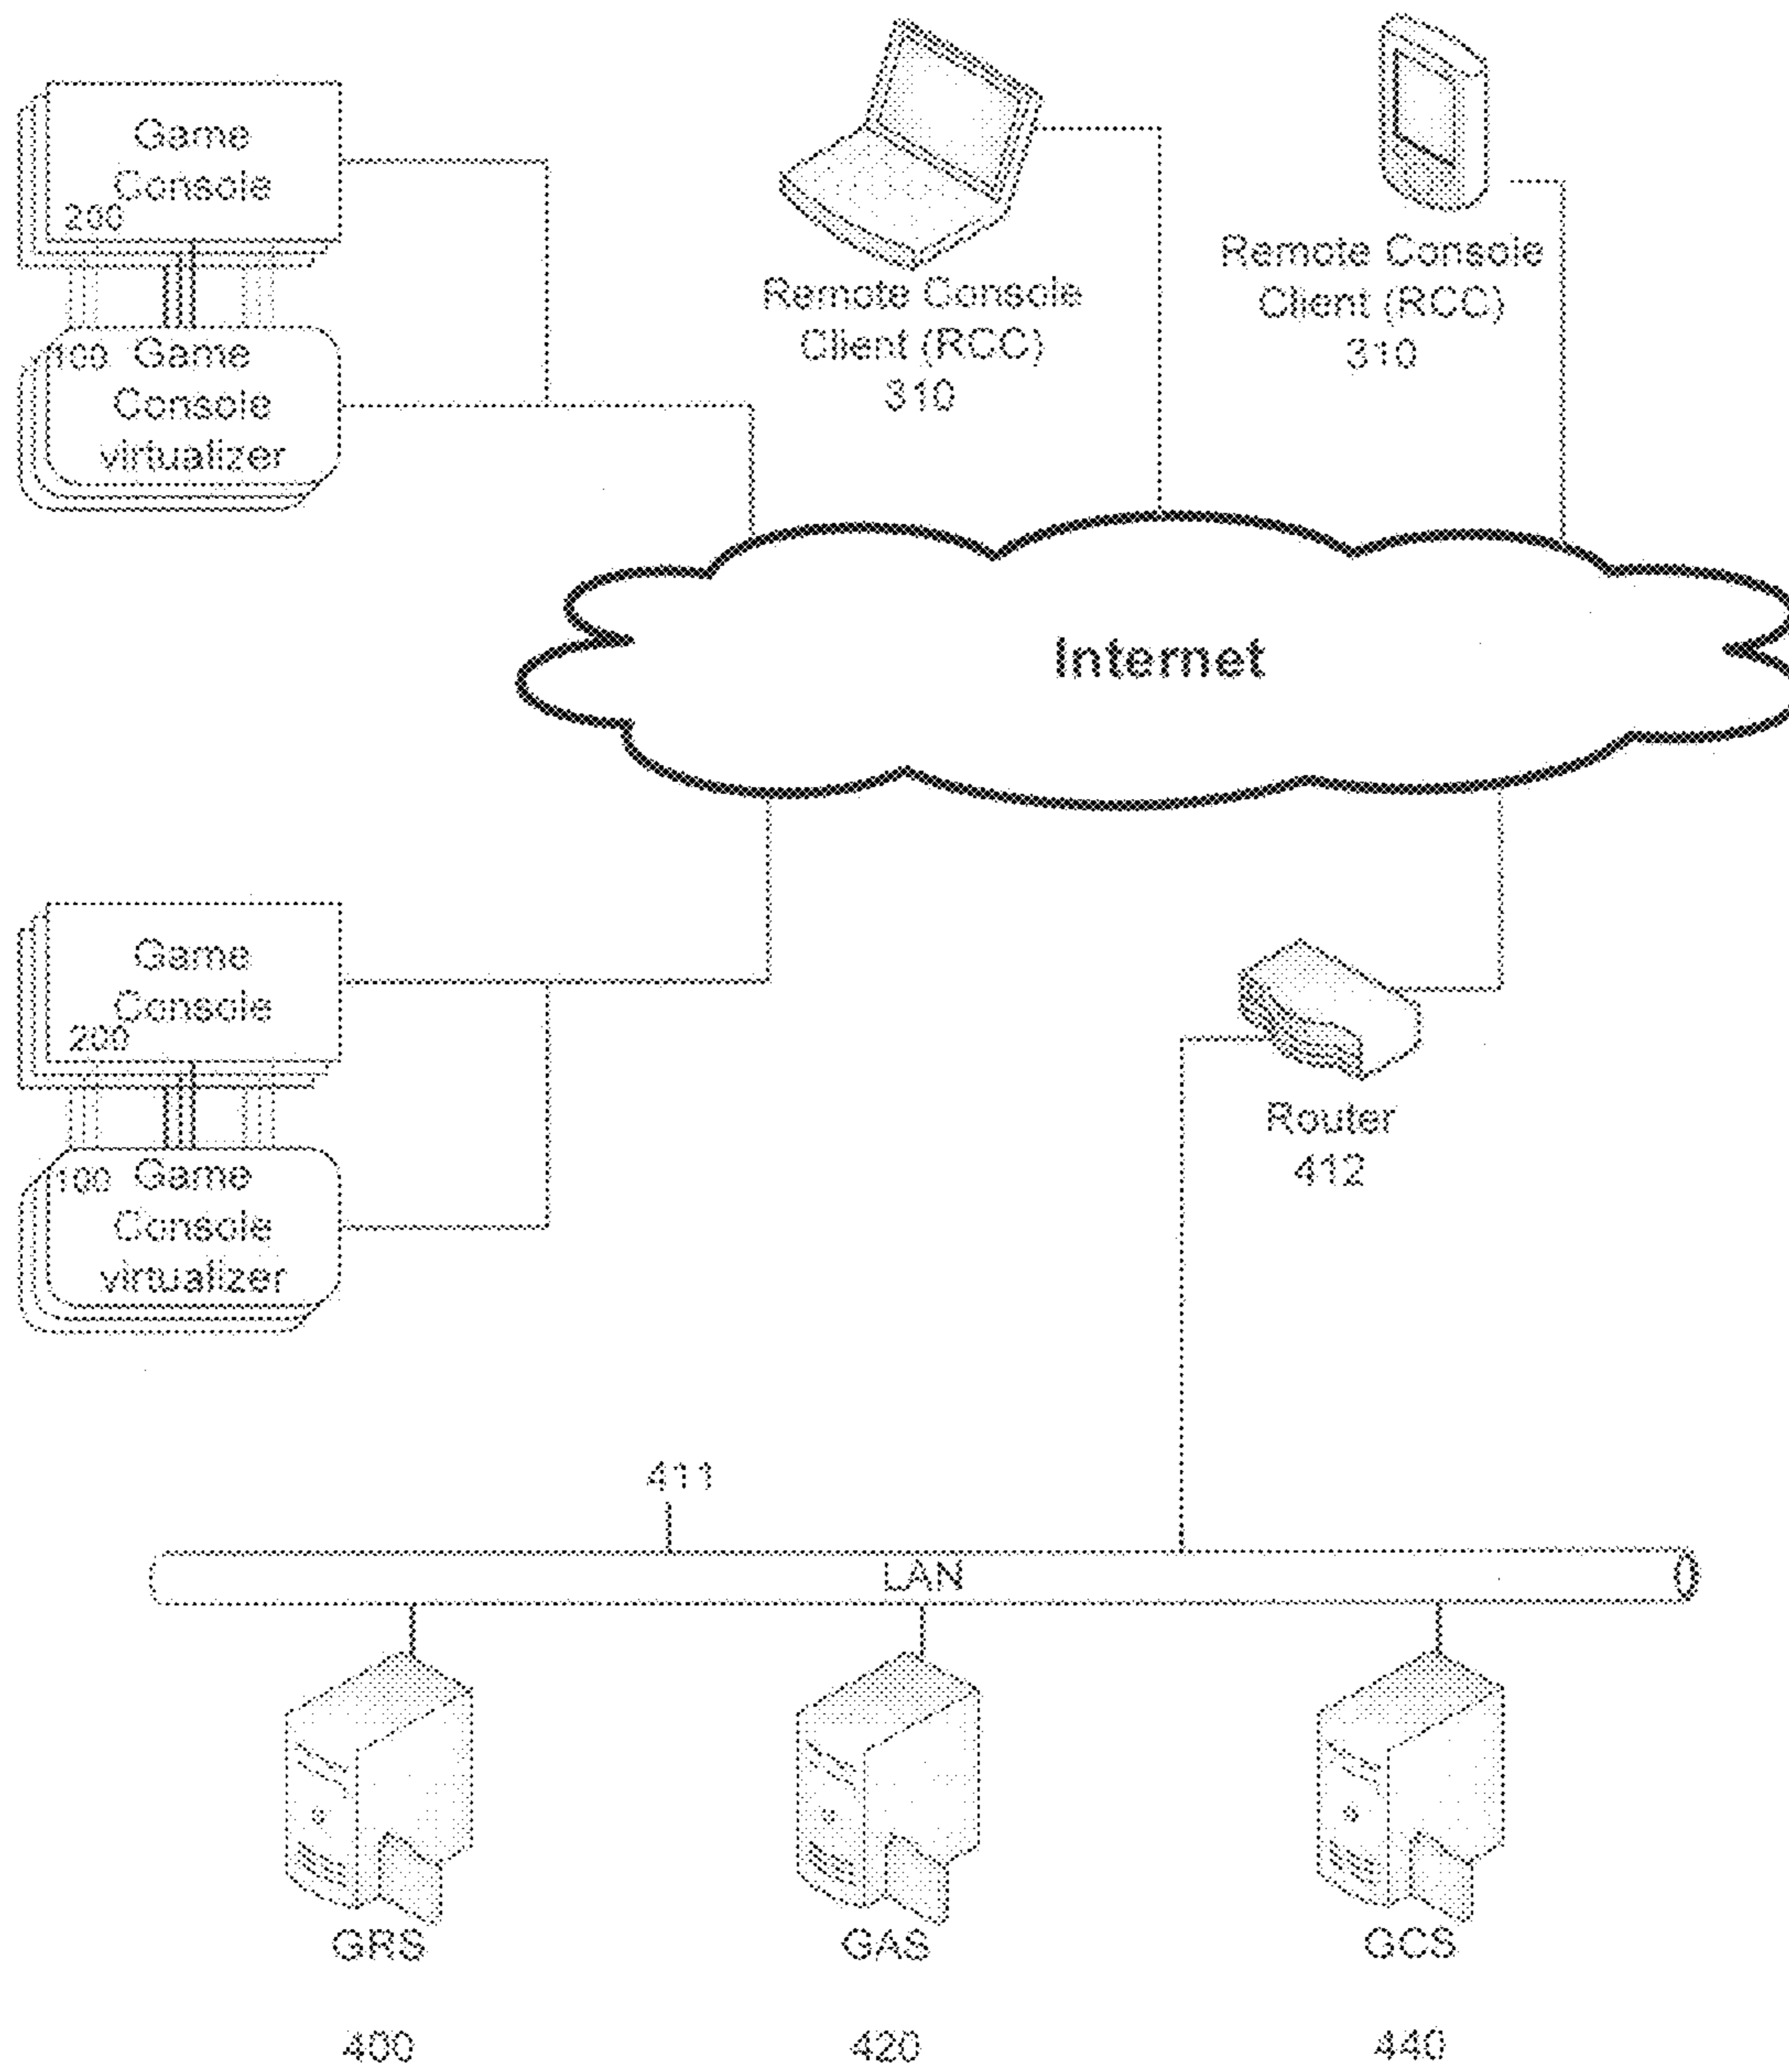 Game
Console
200
100 Game
Console
virtualizer
Remote Console
Client (RCC)
310
Remote Console
Client (RCC)
310
Internet
Game
Console
200
100 Game
Console
virtualizer
Router
412
411
LAN
GRS
GAS
GCS
400
420
440